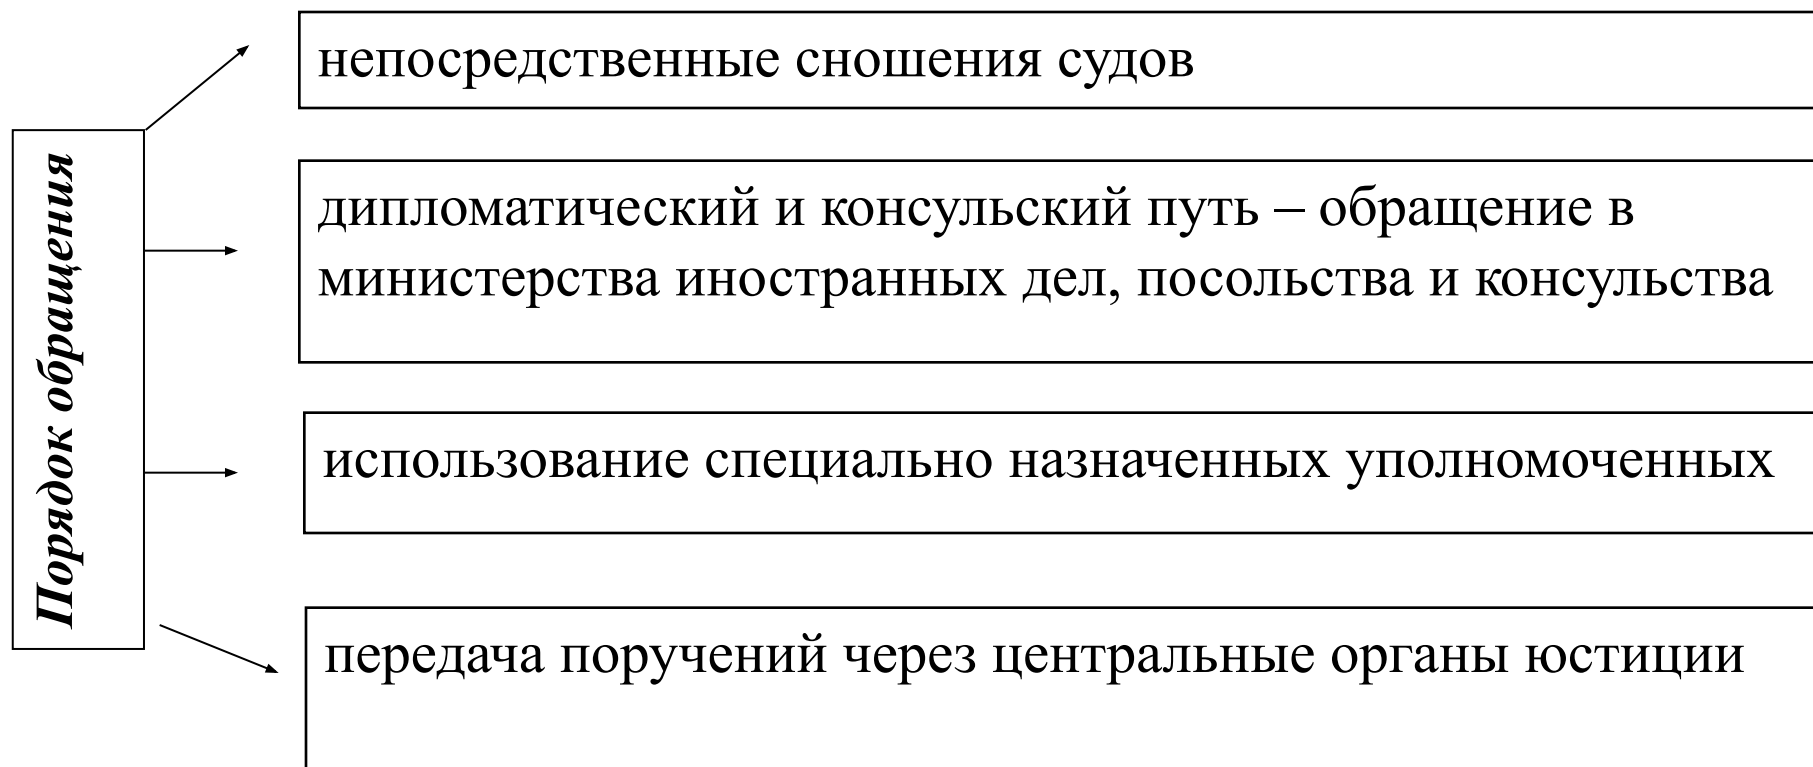 Порядок обращения
непосредственные сношения судов
дипломатический и консульский путь – обращение в
министерства иностранных дел, посольства и консульства
использование специально назначенных уполномоченных
передача поручений через центральные органы юстиции